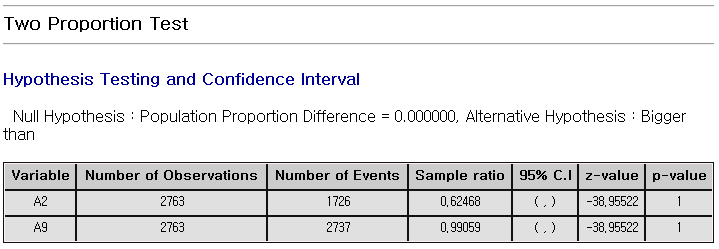 Two Proportion Test
Hypothesis Testing and Confidence Interval
Null Hypothesis : Population Proportion Difference = 0.000000, Alternative Hypothesis : Bigger
than
Variable Number of Observations Number of Events Sample ratio 95% C.I z-value p-value
A2 2763 1726 0,62468 ( , ) -38,95522 1
A9 2763 2737 0,99059 ( , ) -38,95522 1